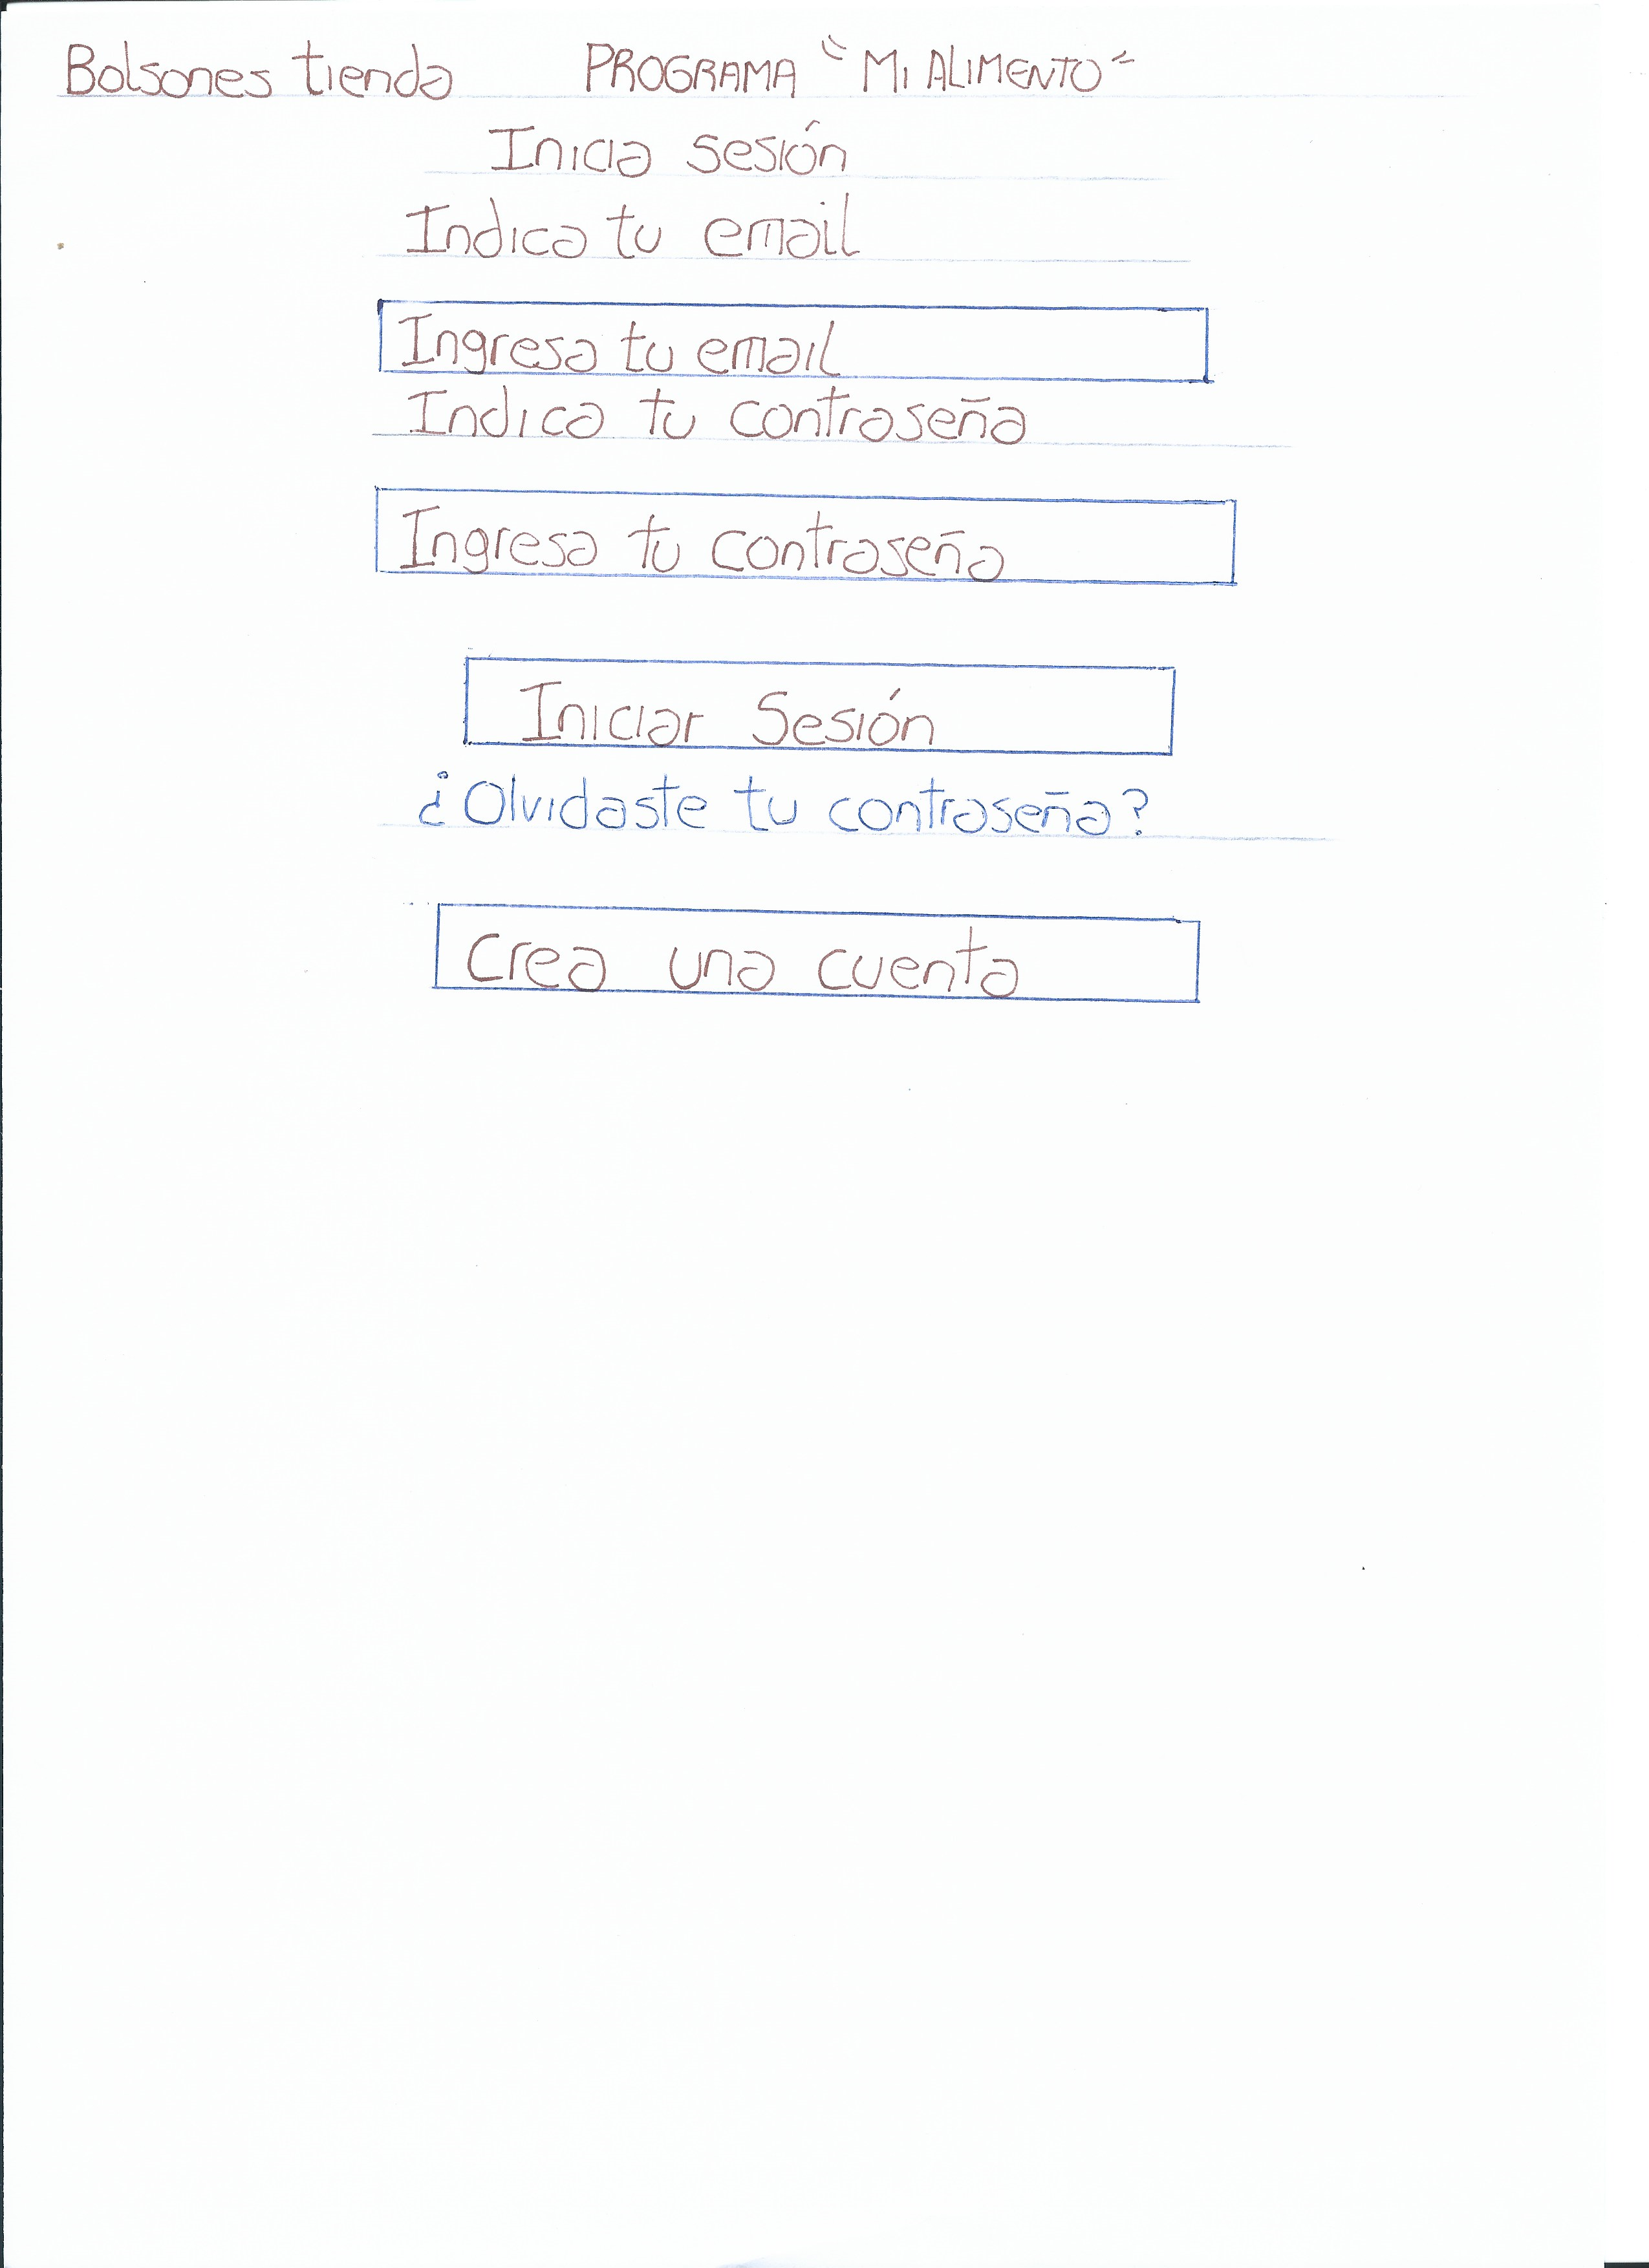 Bolsones tienda PROGRAMA "MI ALIMENTO"
Inicia sesión
Indica tu email
Ingresa tu email
Indica tu contraseña
Ingresa tu contraseña
Iniciar Sesión
¿Olvidaste tu contraseña?
Crea una cuenta